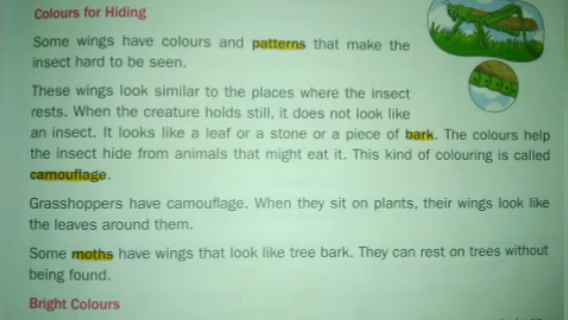 Colours for Hiding
Some wings have colours and patterns that make the
insect hard to be seen.
These wings look similar to the places where the insect
rests. When the creature holds still, it does not look like
an insect. It looks like a leaf or a stone or a piece of bark. The colours help
the insect hide from animals that might eat it. This kind of colouring is called
camouflage.
Grasshoppers have camouflage. When they sit on plants, their wings look like
the leaves around them.
Some moths have wings that look like tree bark. They can rest on trees without
being found.
Bright Colours